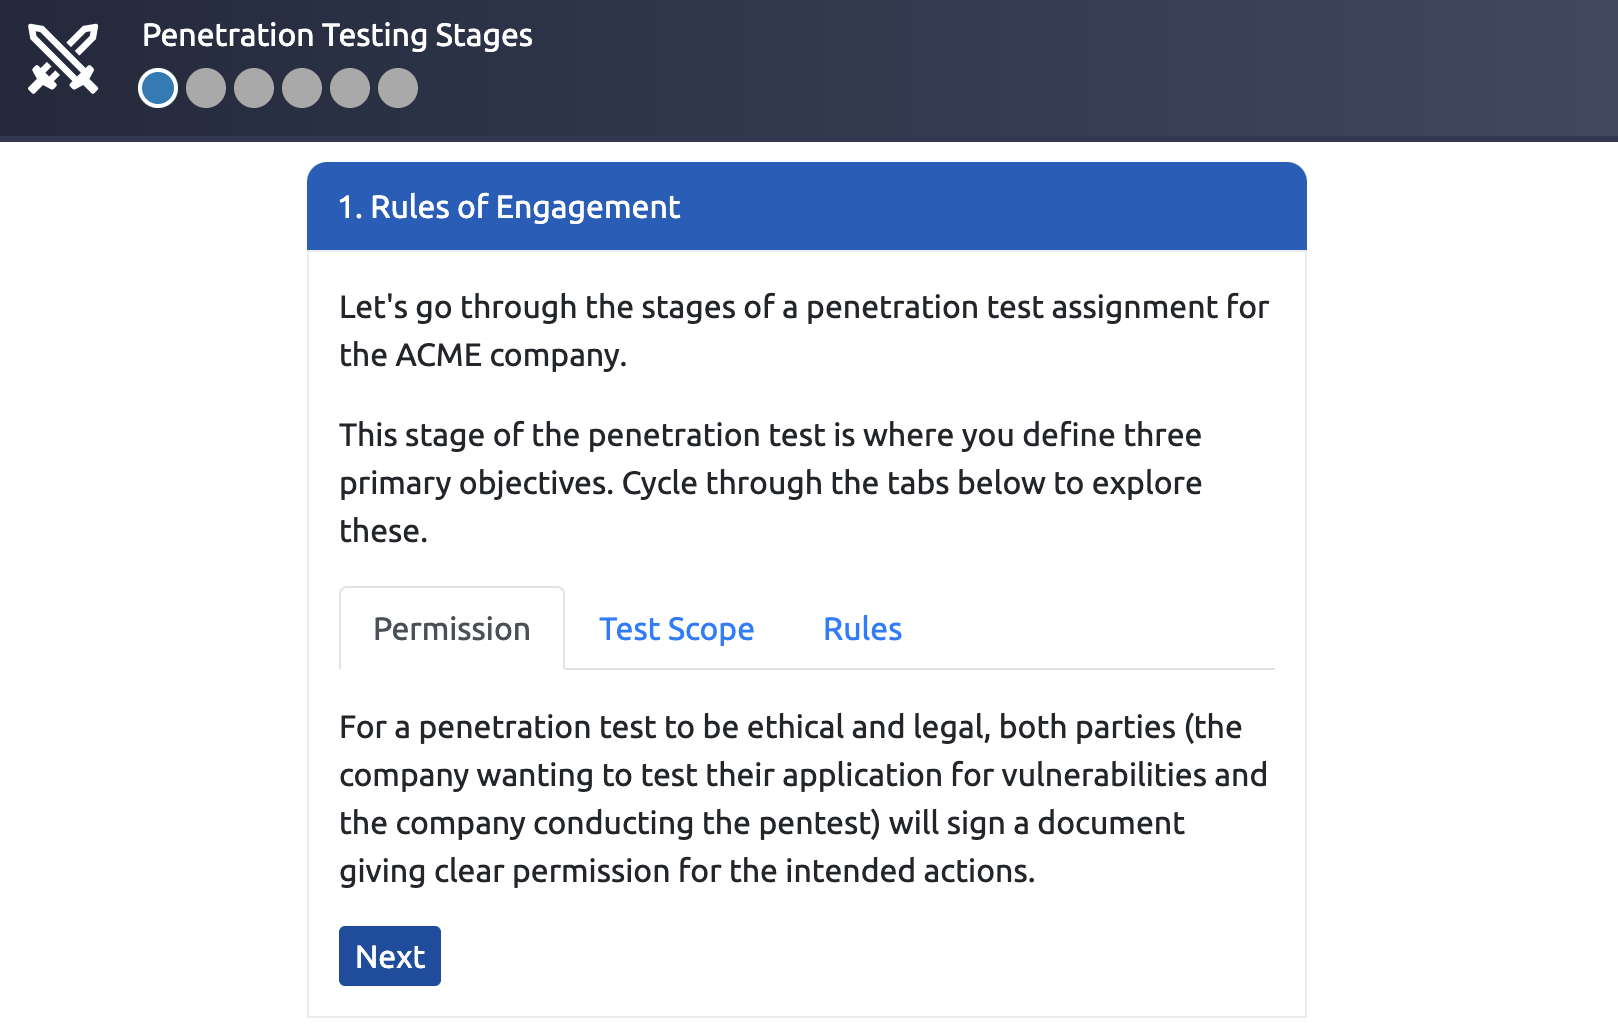 Penetration Testing Stages
1. Rules of Engagement
Let's go through the stages of a penetration test assignment for
the ACME company.
This stage of the penetration test is where you define three
primary objectives. Cycle through the tabs below to explore
these.
Permission Test Scope Rules
For a penetration test to be ethical and legal, both parties (the
company wanting to test their application for vulnerabilities and
the company conducting the pentest) will sign a document
giving clear permission for the intended actions.
Next